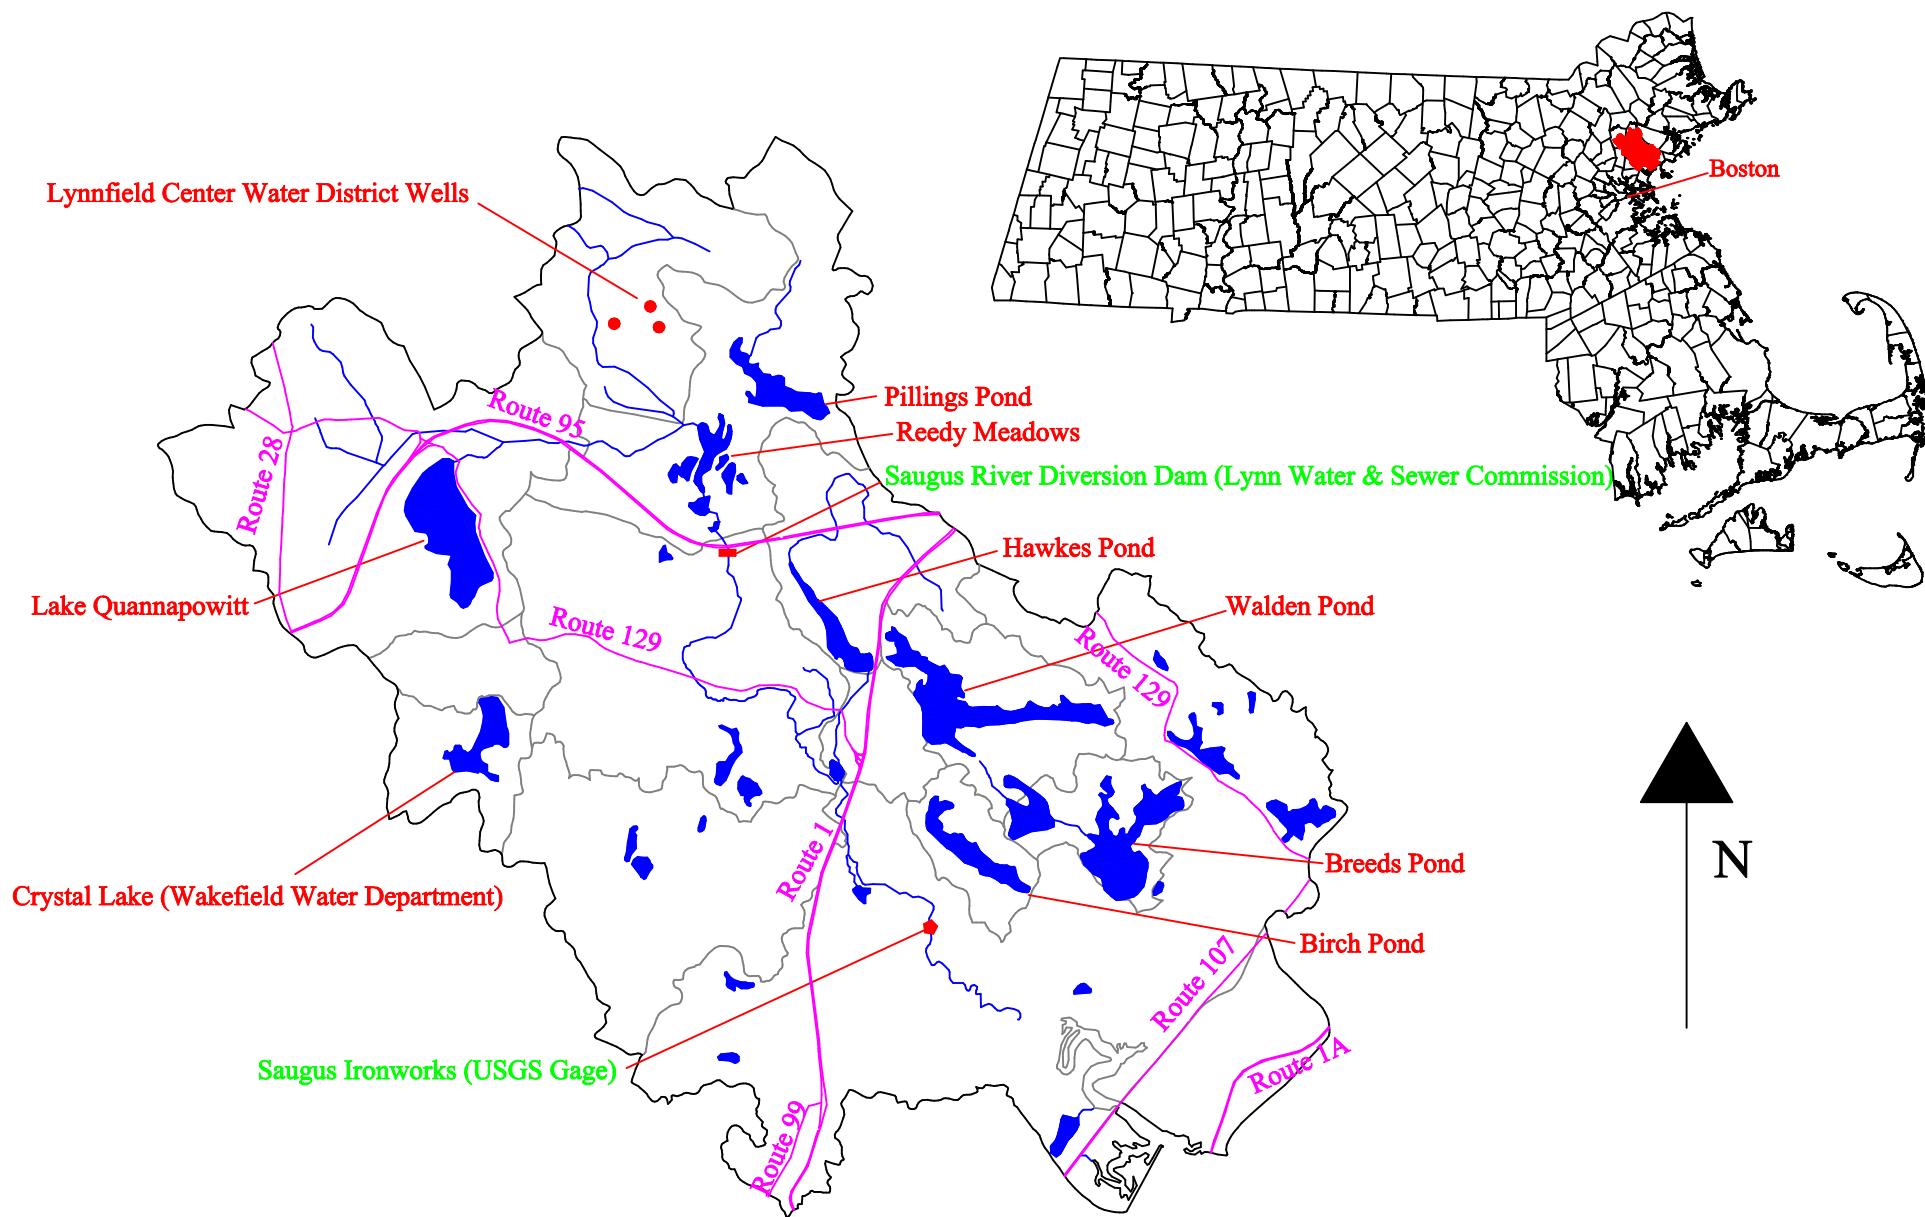 Boston
Lynnfield Center Water District Wells
Pillings Pond
Route 95
Reedy Meadows
Saugus River Diversion Dam (Lynn Water & Sewer Commission)
Route 28
Hawkes Pond
Lake Quannapowitt
Walden Pond
Route 129
Route 129
N
Route 1
Breeds Pond
Crystal Lake (Wakefield Water Department)
Birch Pond
Route 107
Saugus Ironworks (USGS Gage)
Route 1A
Route 99